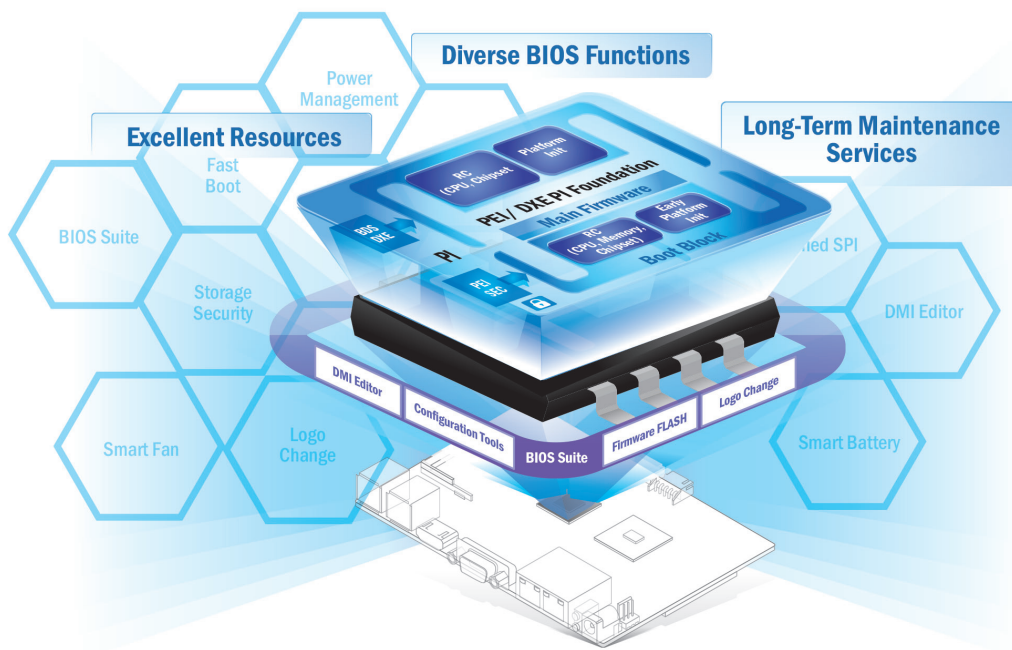 Diverse BIOS Functions
Power
Management
Excellent Resources
Long-Term Maintenance
Services
Fast
Boot
BIOS Suite
Storage
Security
Smart Fan
Logo
Change
RC
(CPU, Chipset
Platform
Init
PEI/ DXE PI Foundation
Main Firmware
BDS
DXE
PI
RC
(CPU, Memory,
Chipset)
Early
Platform
Init
Boot Block
PEI
SEC
SPI
DMI Editor
Smart Battery
DMI Editor
Configuration Tools
BIOS Suite
Firmware FLASH
Logo Change